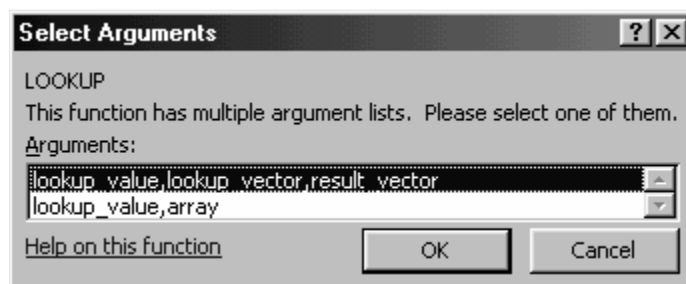 Select Arguments
LOOKUP
This function has multiple argument lists. Please select one of them.
Arguments:
lookup_value,lookup_vector,result_vector
lookup_value,array
Help on this function
OK
Cancel